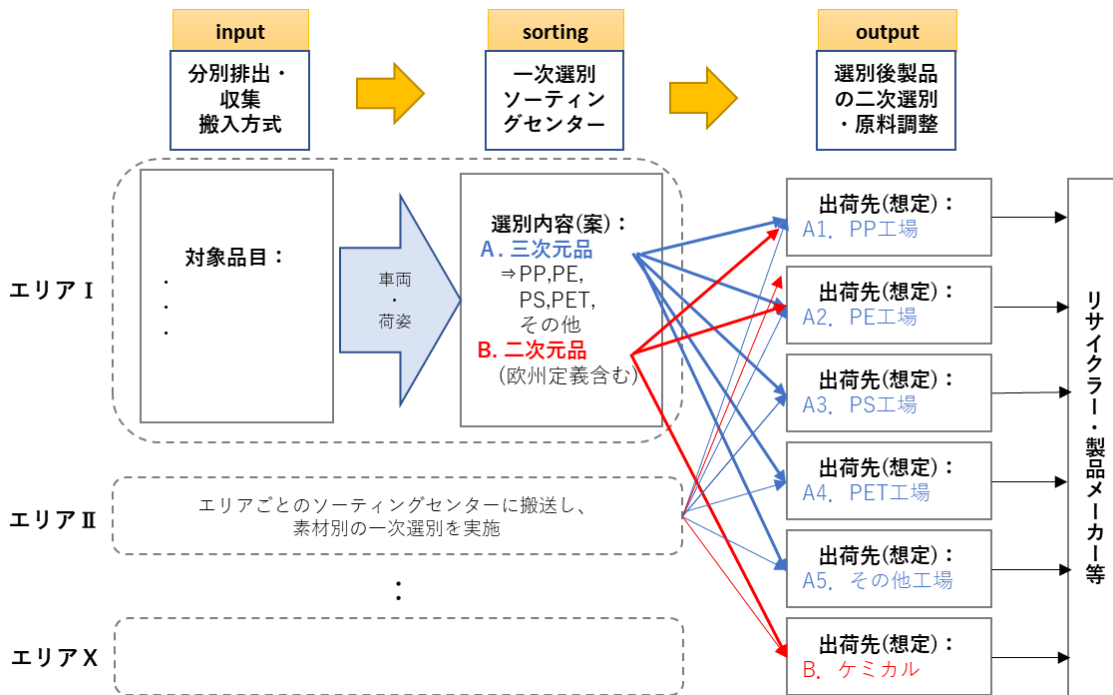 input
sorting
output
分別排出・
収集
搬入方式
一次選別
ソーティン
グセンター
選別後製品
の二次選別
・原料調整
エリアⅠ
対象品目：
・
・
・
車両
・
荷姿
選別内容(案)：
A . 三次元品
⇒PP,PE,
PS,PET,
その他
B. 二次元品
(欧州定義含む)
出荷先(想定)：
A1．PP工場
出荷先(想定)：
A2．PE工場
出荷先(想定)：
A3．PS工場
出荷先(想定)：
A4．PET工場
出荷先(想定)：
A5．その他工場
出荷先(想定)：
B．ケミカル
リサイクラー・製品メーカー等
エリアⅡ
エリアごとのソーティングセンターに搬送し、
素材別の一次選別を実施
：
エリアX